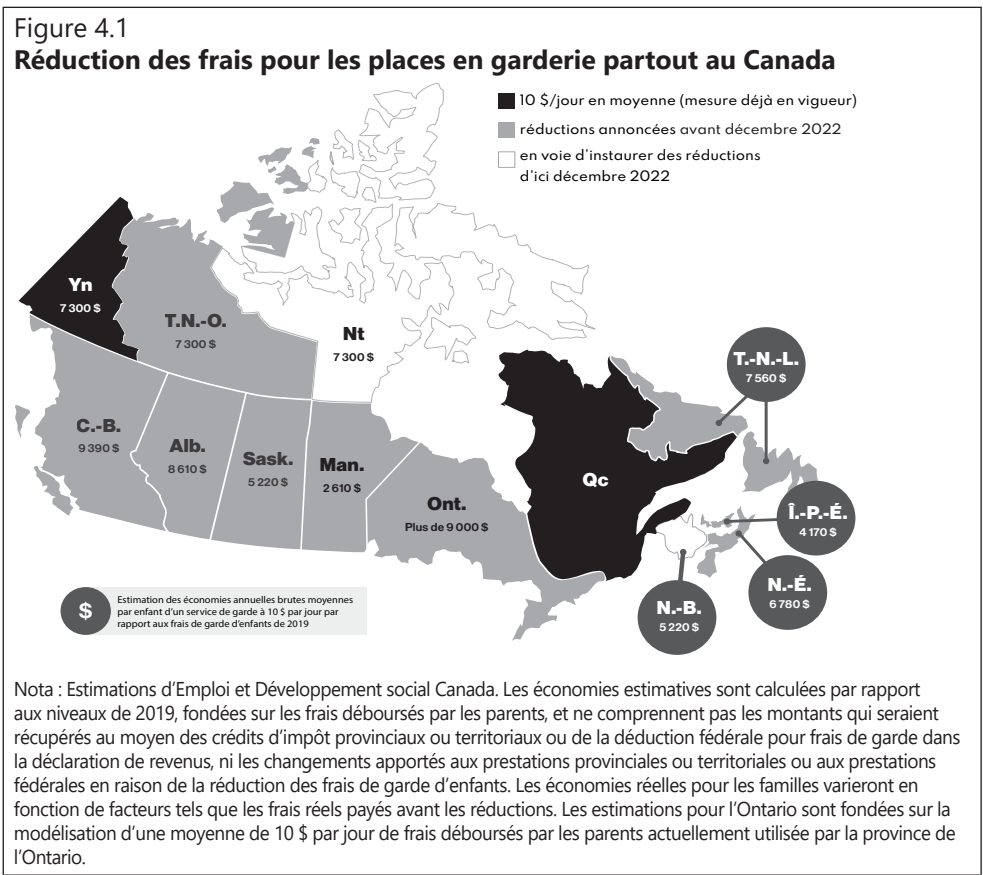 Figure 4.1
Réduction des frais pour les places en garderie partout au Canada
10 $/jour en moyenne (mesure déjà en vigueur)
réductions annoncées avant décembre 2022
en voie d'instaurer des réductions
d'ici décembre 2022
Yn
7 300 $
T.N.-O.
7 300 $
Nt
7 300 $
C.-B.
9 390 $
Alb.
8 610 $
Sask.
5 220 $
Man.
2 610 $
Ont.
Plus de 9 000 $
Qc
T.-N.-L.
7 560 $
Î.-P.-É.
4 170 $
N.-É.
6 780 $
N.-B.
5 220 $
$
Estimation des économies annuelles brutes moyennes
par enfant d'un service de garde à 10 $ par jour par
rapport aux frais de garde d'enfants de 2019
Nota : Estimations d'Emploi et Développement social Canada. Les économies estimatives sont calculées par rapport
aux niveaux de 2019, fondées sur les frais déboursés par les parents, et ne comprennent pas les montants qui seraient
récupérés au moyen des crédits d'impôt provinciaux ou territoriaux ou de la déduction fédérale pour frais de garde dans
la déclaration de revenus, ni les changements apportés aux prestations provinciales ou territoriales ou aux prestations
fédérales en raison de la réduction des frais de garde d'enfants. Les économies réelles pour les familles varieront en
fonction de facteurs tels que les frais réels payés avant les réductions. Les estimations pour l'Ontario sont fondées sur la
modélisation d'une moyenne de 10 $ par jour de frais déboursés par les parents actuellement utilisée par la province de
l'Ontario.